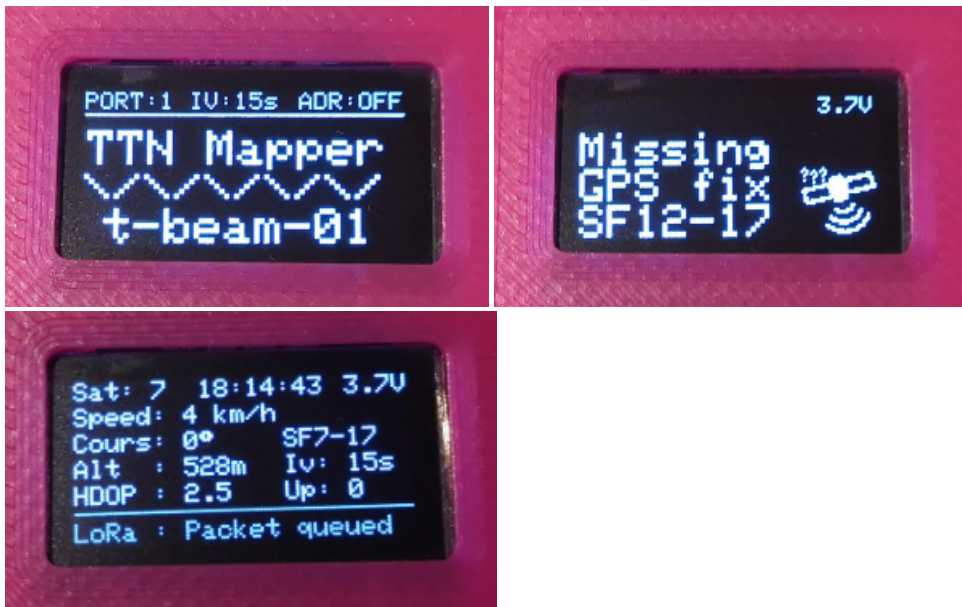 PORT:1 IV:15s ADR:OFF
TTN Mapper
t-beam-01
3.7V
Missing
GPS fix
SF12-17
???
Sat: 7 18:14:43 3.7V
Speed: 4 km/h
Cours: 0° SF7-17
Alt : 528m Iv: 15s
HDOP : 2.5 Up: 0
LoRa : Packet queued